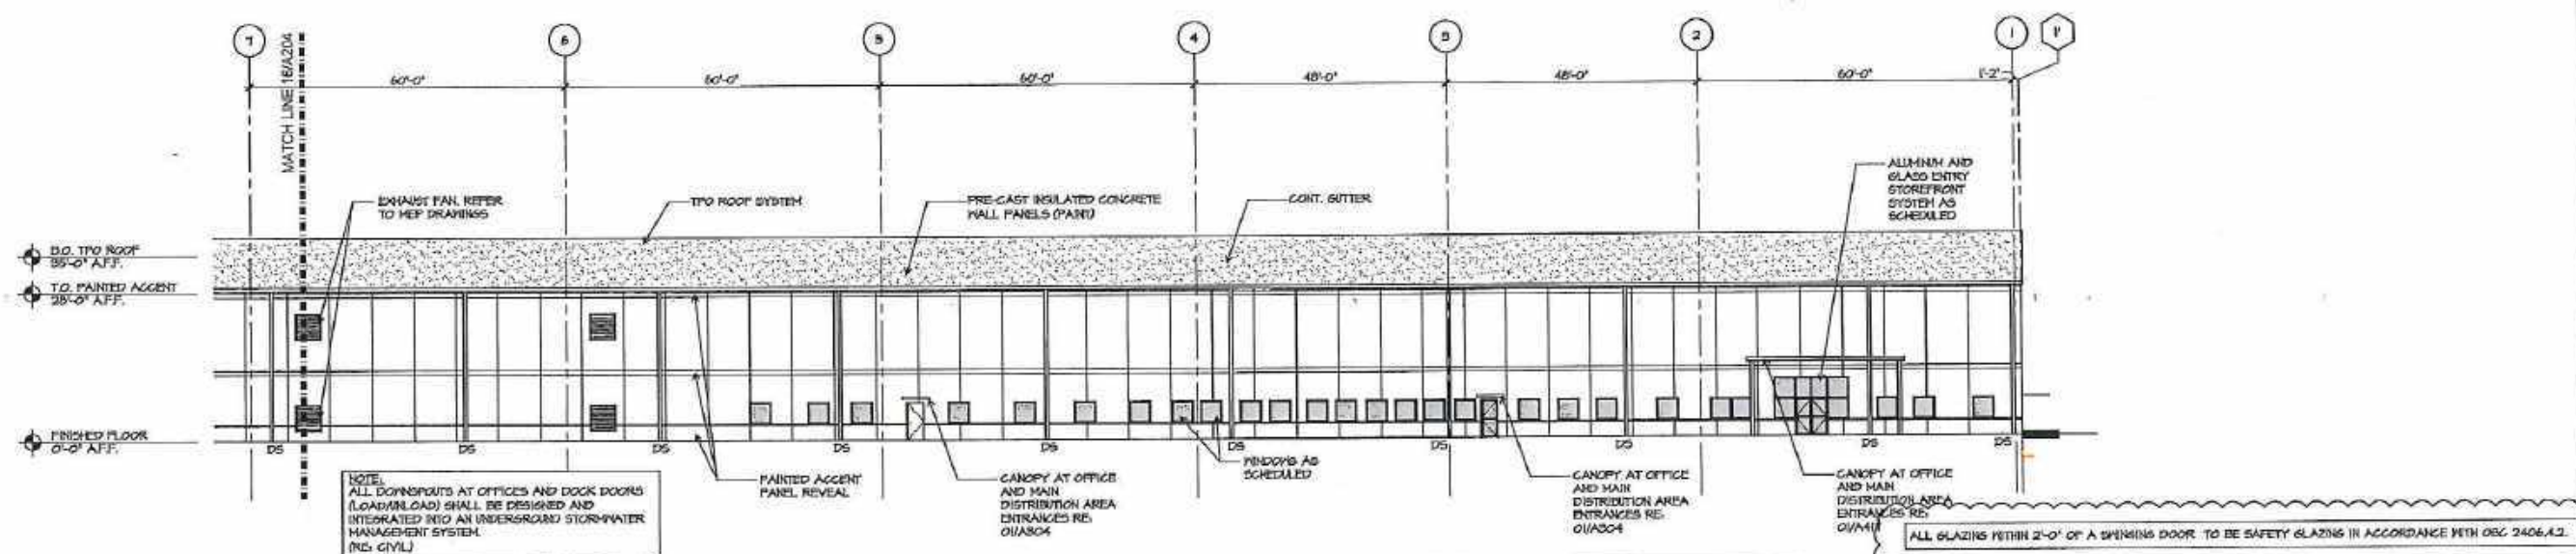 7
6
5
4
3
2
1
1'
MATCH LINE 16/A204
60'-0"
60'-0"
60'-0"
48'-0"
48'-0"
60'-0"
1'-2"
EXHAUST FAN. REFER
TO MEP DRAWINGS
TPO ROOF SYSTEM
PRE-CAST INSULATED CONCRETE
WALL PANELS (PAINT)
CONT. GUTTER
ALUMINUM AND
GLASS ENTRY
STOREFRONT
SYSTEM AS
SCHEDULED
B.O. TPO ROOF
35'-0" A.F.F.
T.O. PAINTED ACCENT
28'-0" A.F.F.
FINISHED FLOOR
0'-0" A.F.F.
DS
DS
DS
DS
DS
DS
DS
DS
DS
DS
NOTE:
ALL DOWNSPOUTS AT OFFICES AND DOCK DOORS
(LOAD/UNLOAD) SHALL BE DESIGNED AND
INTEGRATED INTO AN UNDERGROUND STORMWATER
MANAGEMENT SYSTEM.
(RE: CIVIL)
PAINTED ACCENT
PANEL REVEAL
CANOPY AT OFFICE
AND MAIN
DISTRIBUTION AREA
ENTRANCES RE:
01/A304
WINDOWS AS
SCHEDULED
CANOPY AT OFFICE
AND MAIN
DISTRIBUTION AREA
ENTRANCES RE:
01/A304
CANOPY AT OFFICE
AND MAIN
DISTRIBUTION AREA
ENTRANCES RE:
ALL GLAZING WITHIN 2'-0" OF A SWINGING DOOR TO BE SAFETY GLAZING IN ACCORDANCE WITH OBC 2406.4.2